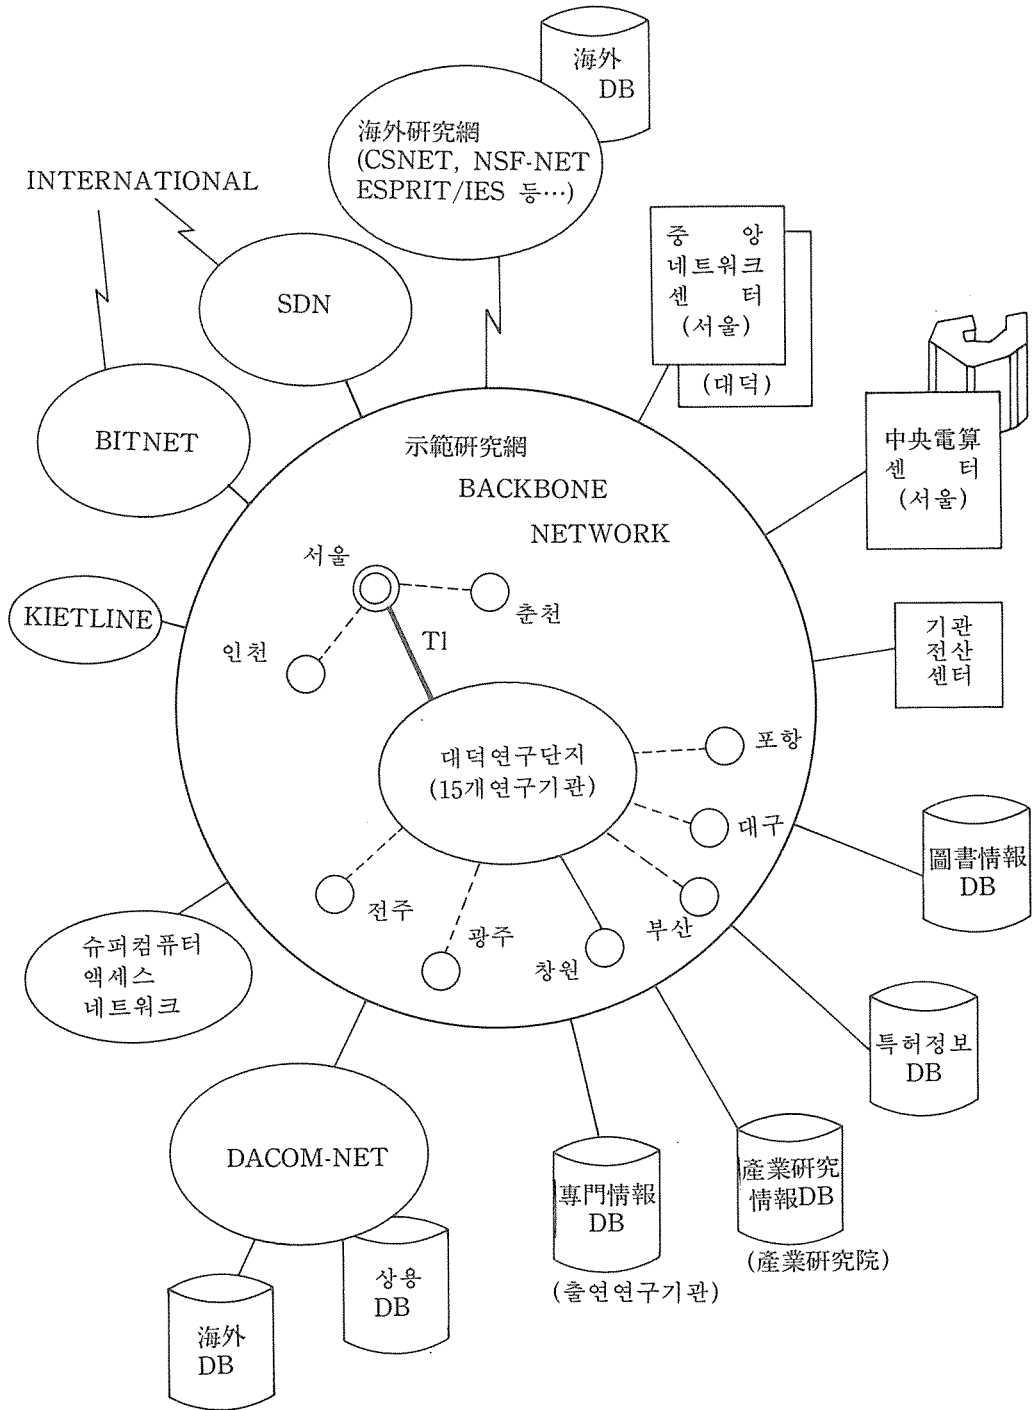 海外
DB
海外研究網
(CSNET, NSF-NET
ESPRIT/IES 등…)
INTERNATIONAL
SDN
중 앙
네트워크
센 터
(서울)
(대덕)
BITNET
示範研究網
BACKBONE
NETWORK
中央電算
센 터
(서울)
서울
춘천
KIETLINE
인천
T1
기관
전산
센터
대덕연구단지
(15개연구기관)
포항
대구
圖書情報
DB
전주
광주
창원
부산
슈퍼컴퓨터
액세스
네트워크
특허정보
DB
DACOM-NET
專門情報
DB
(출연연구기관)
產業研究
情報DB
(產業研究院)
상용
DB
海外
DB